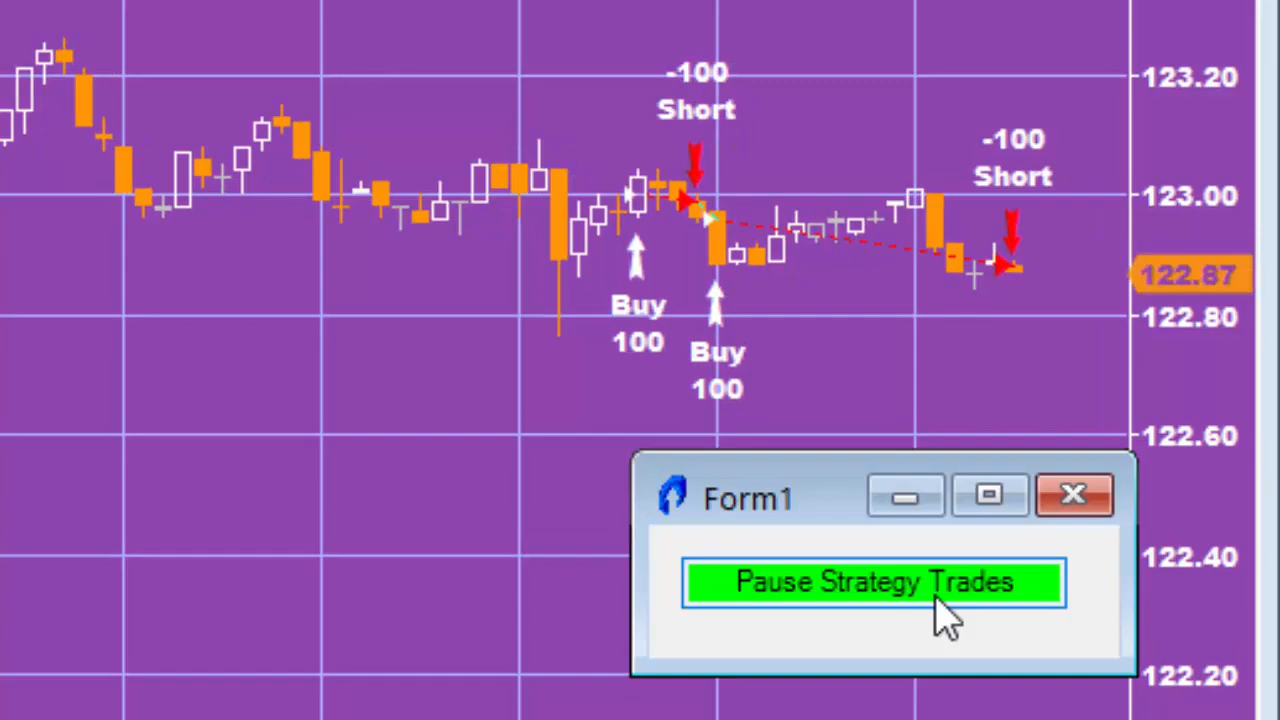 -100
Short
-100
Short
Buy
100
Buy
100
123.20
123.00
122.87
122.80
122.60
122.40
122.20
Form1
Pause Strategy Trades